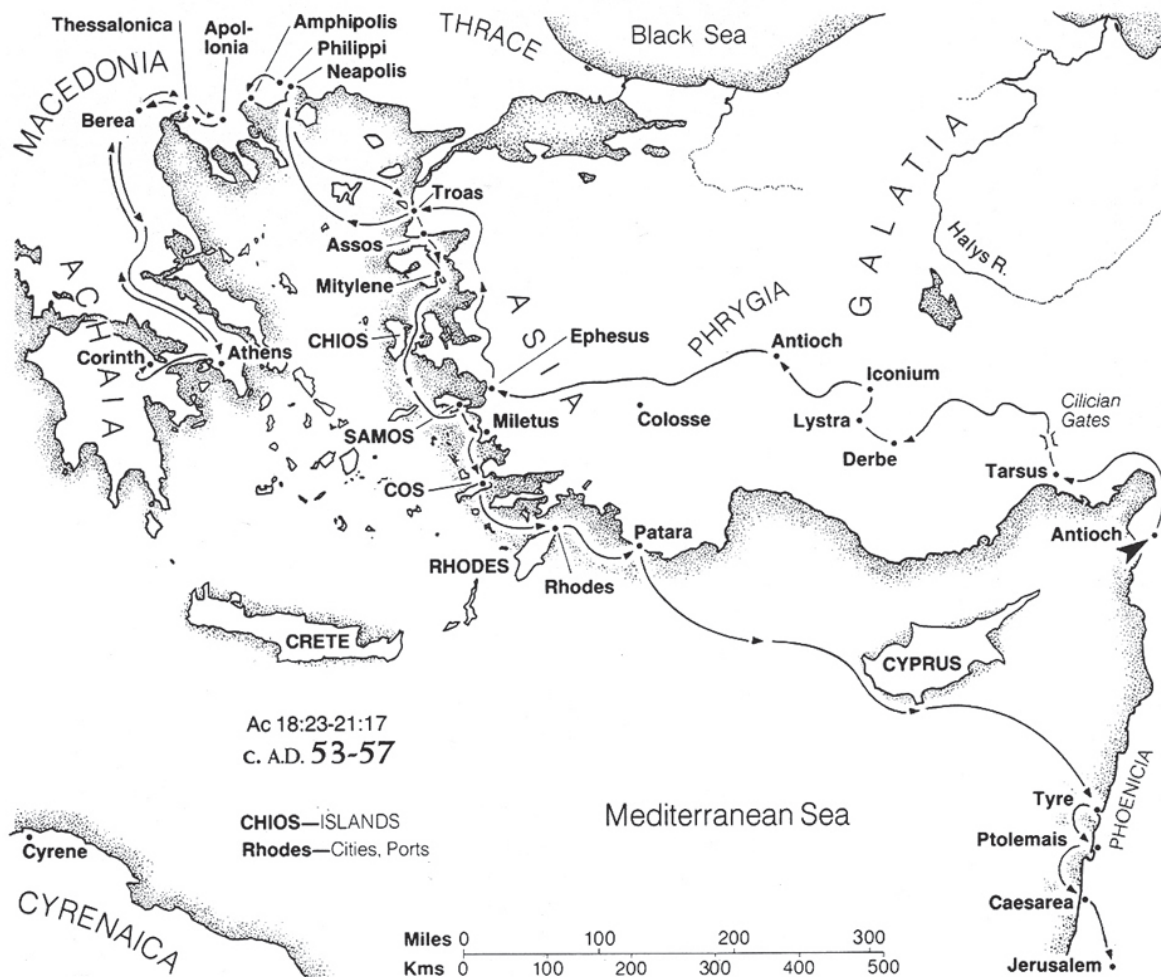 Thessalonica
Apol-
lonia
Amphipolis
Philippi
Neapolis
THRACE
Black Sea
MACEDONIA
Berea
Troas
Assos
Mitylene
GALATIA
Halys R.
ACHAIA
ASIA
PHRYGIA
CHIOS
Ephesus
Antioch
Corinth
Athens
Iconium
Cilician
Gates
Colosse
Lystra
Miletus
SAMOS
Derbe
Tarsus
COS
Patara
Antioch
RHODES
Rhodes
CRETE
CYPRUS
Ac 18:23-21:17
c. A.D. 53-57
Mediterranean Sea
Tyre
PHOENICIA
CHIOS—ISLANDS
Rhodes—Cities, Ports
Ptolemais
Cyrene
CYRENAICA
Caesarea
Jerusalem
Miles 0 100 200 300
Kms 0 100 200 300 400 500